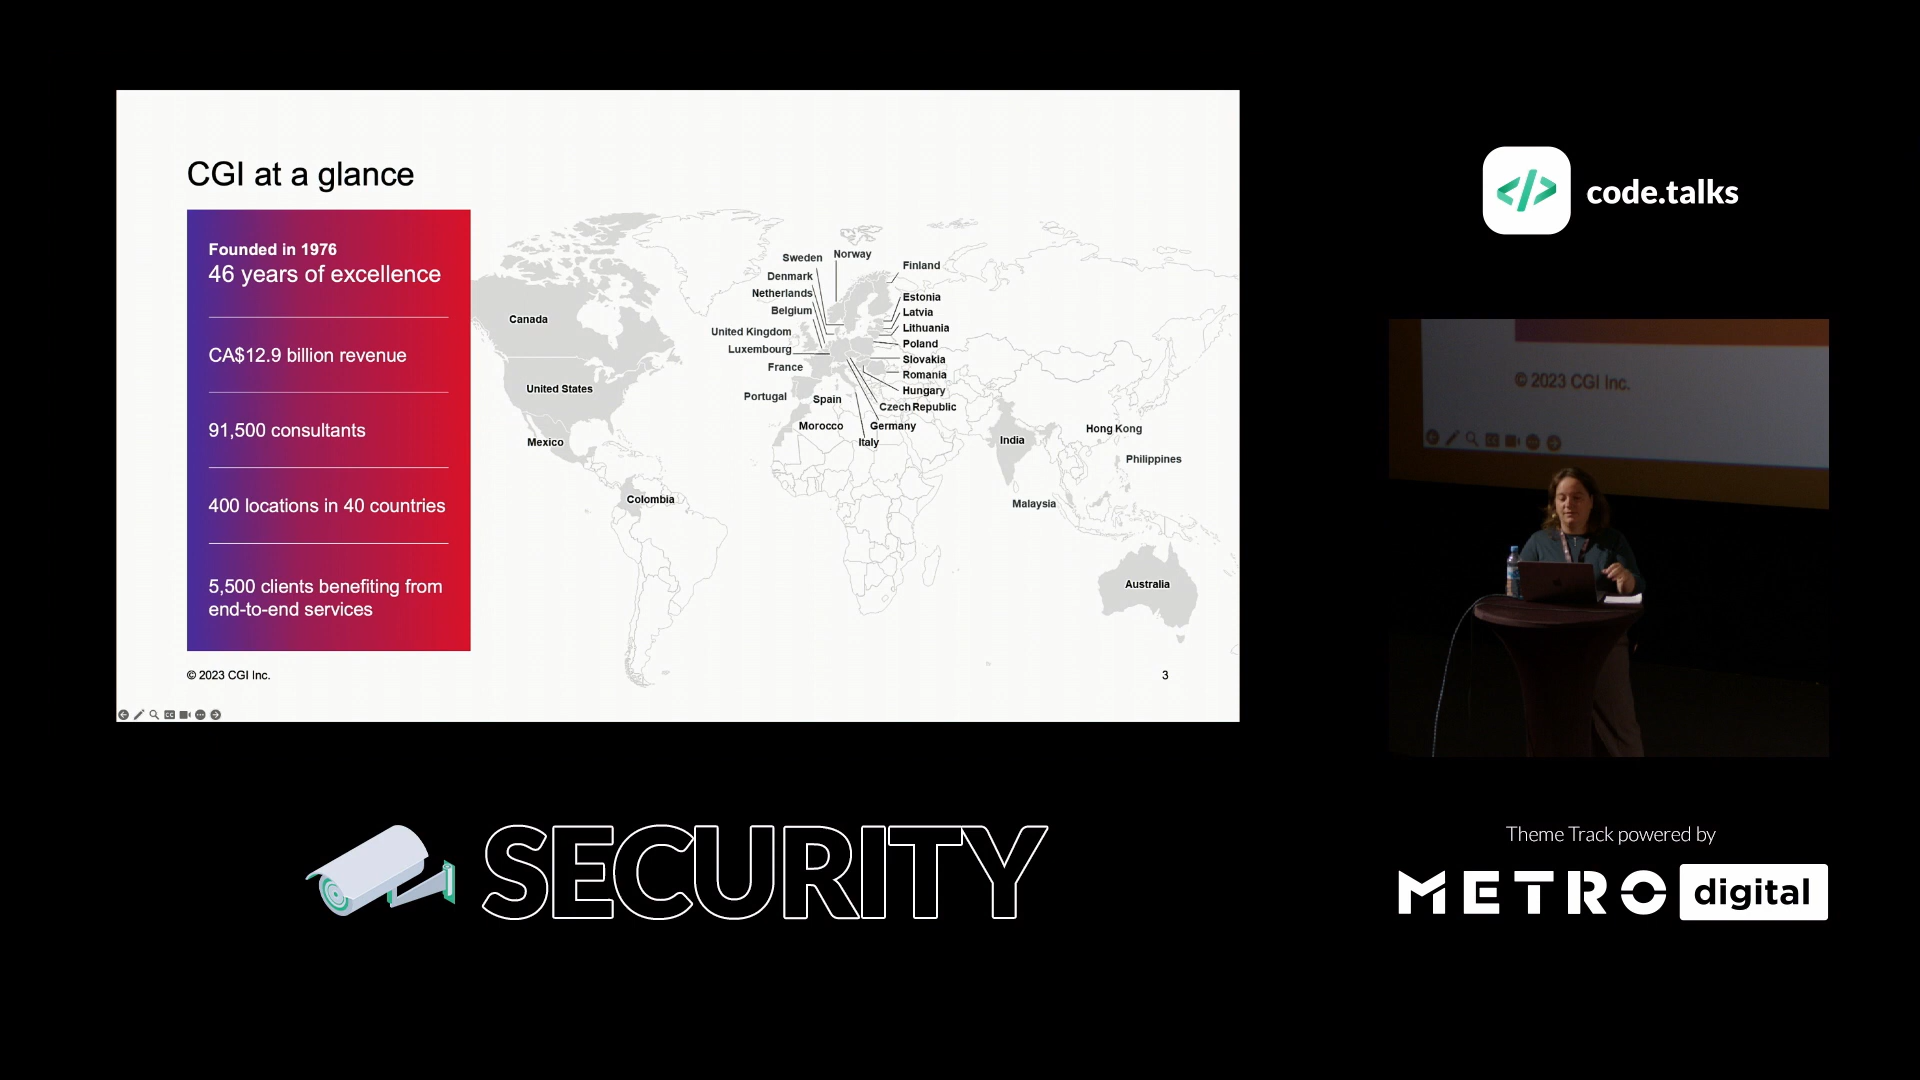 CGI at a glance
Founded in 1976
46 years of excellence
CA$12.9 billion revenue
91,500 consultants
400 locations in 40 countries
5,500 clients benefiting from
end-to-end services
Canada
United States
Mexico
Colombia
Sweden
Norway
Denmark
Netherlands
Belgium
United Kingdom
Luxembourg
France
Portugal
Spain
Morocco
Finland
Estonia
Latvia
Lithuania
Poland
Slovakia
Romania
Hungary
Czech Republic
Germany
Italy
India
Hong Kong
Philippines
Malaysia
Australia
© 2023 CGI Inc.
3
</> code.talks
© 2023 CGI Inc.
SECURITY
Theme Track powered by
METRO digital